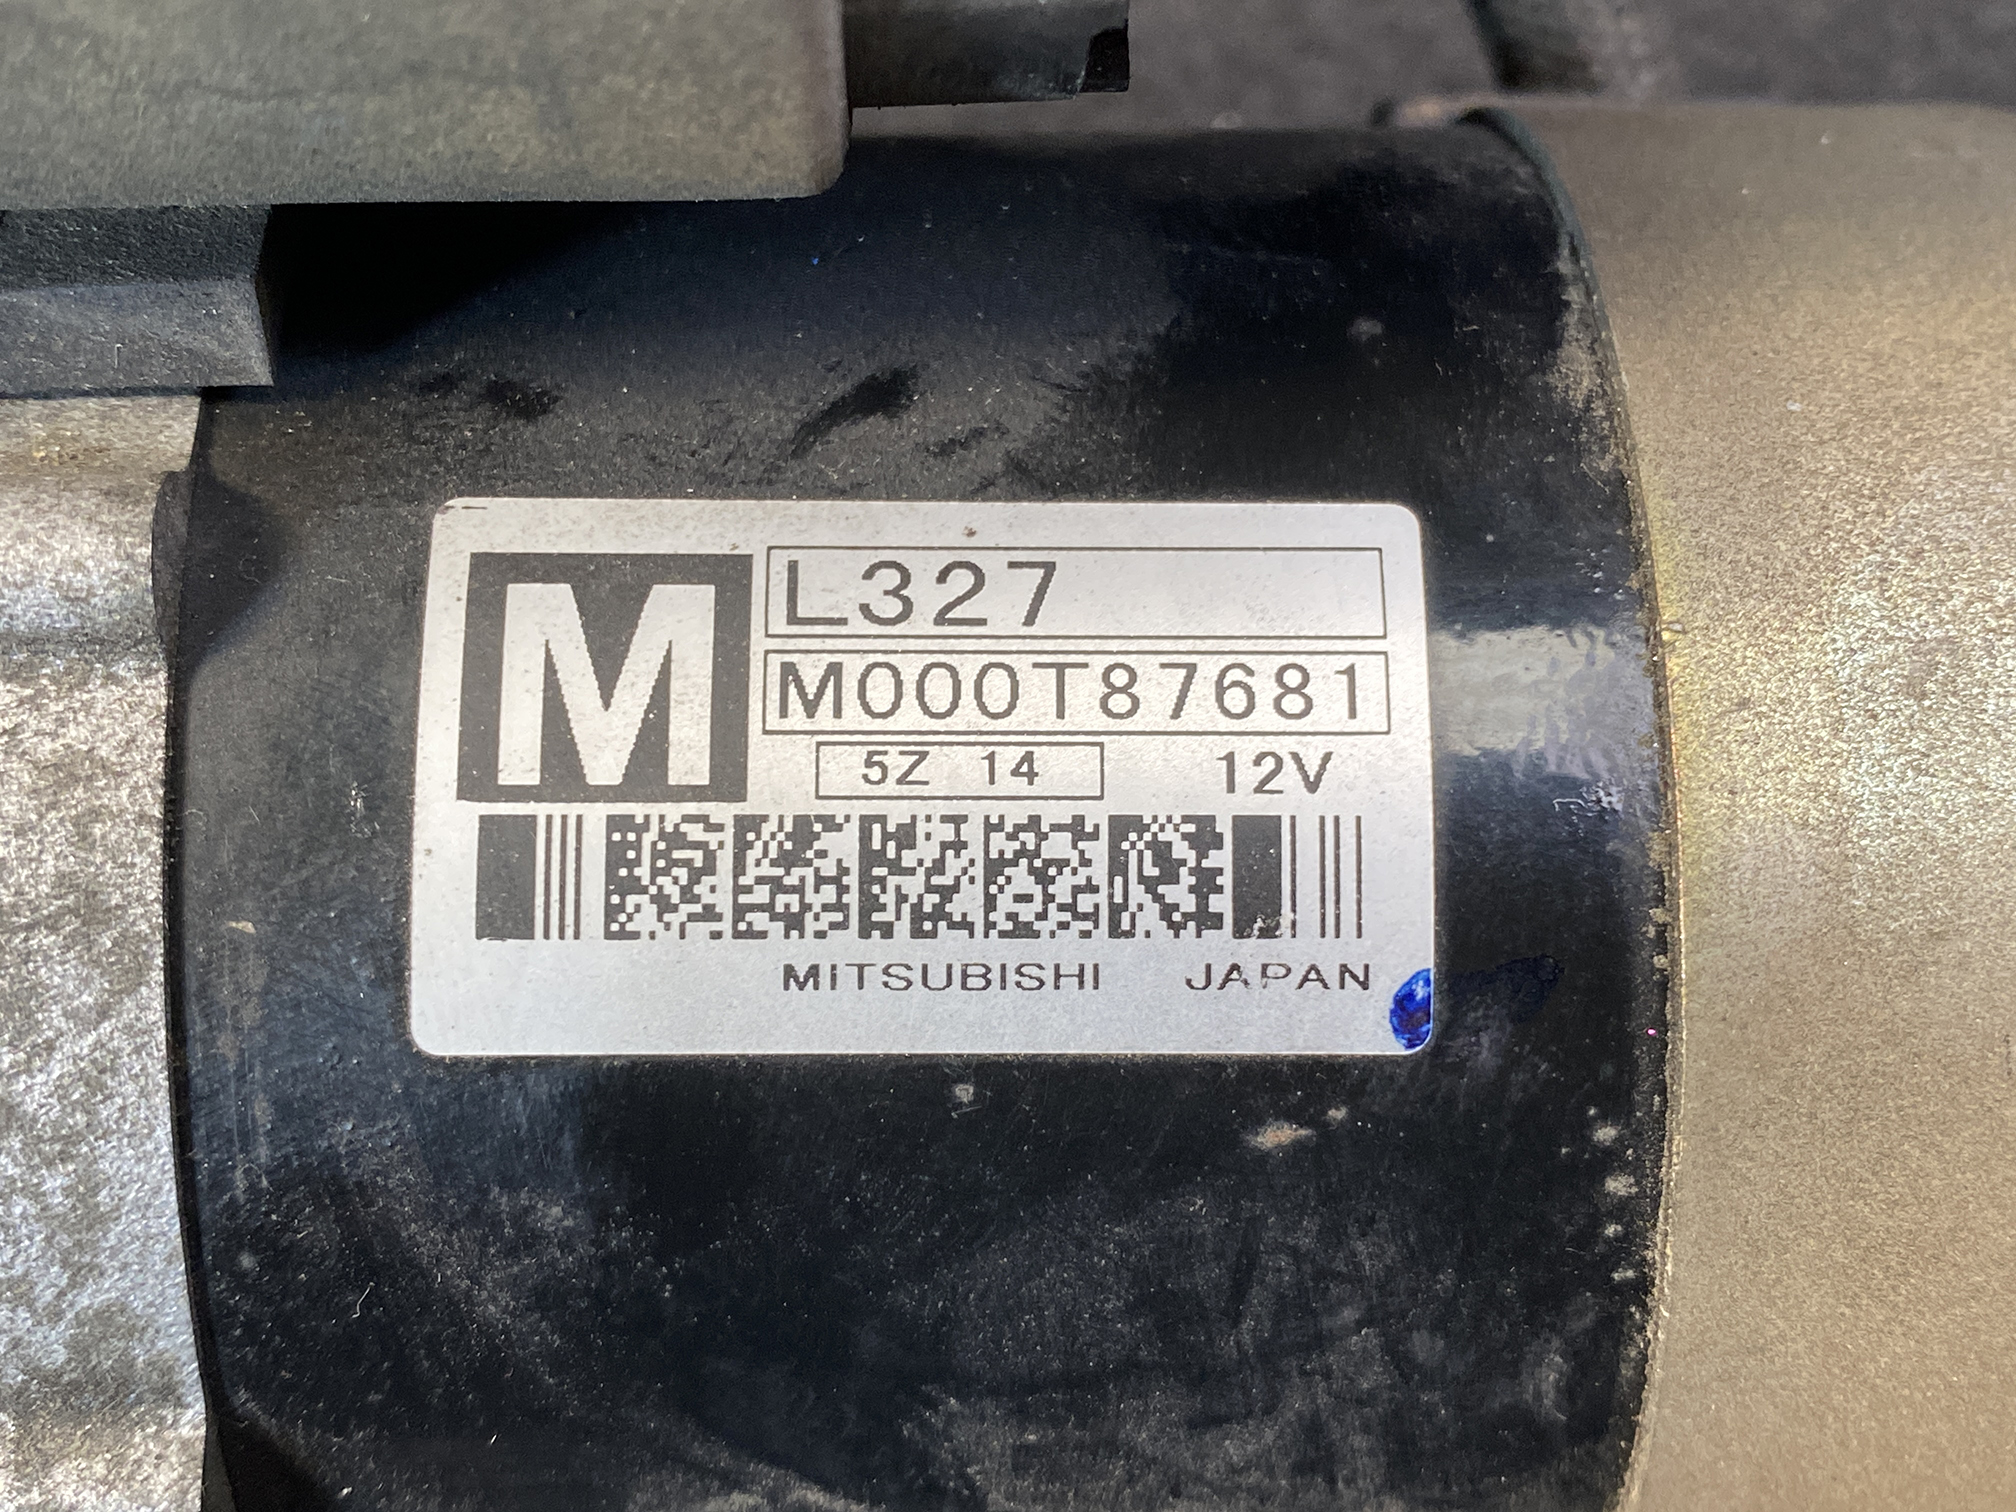 M
L327
M000T87681
5Z 14 12V
MITSUBISHI JAPAN